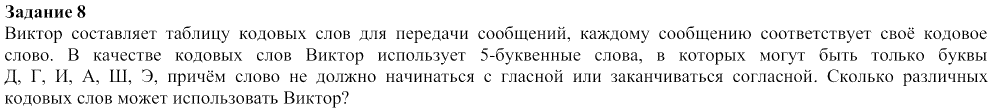 Задание 8
Виктор составляет таблицу кодовых слов для передачи сообщений, каждому сообщению соответствует своё кодовое
слово. В качестве кодовых слов Виктор использует 5-буквенные слова, в которых могут быть только буквы
Д, Г, И, А, Ш, Э, причём слово не должно начинаться с гласной или заканчиваться согласной. Сколько различных
кодовых слов может использовать Виктор?